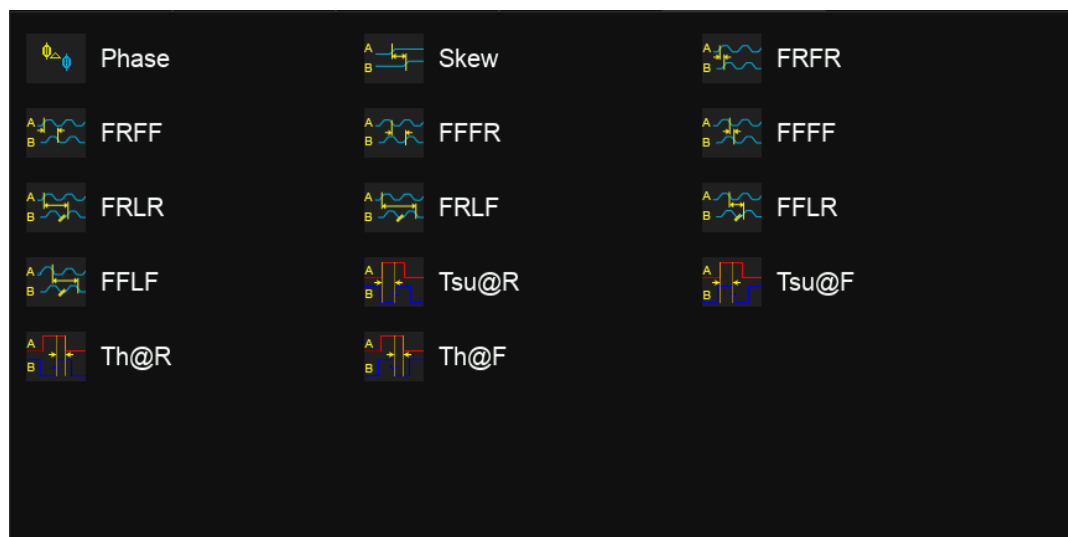 Phase
A B Skew
A B FRFR
A B FRFF
A B FFFR
A B FFFF
A B FRLR
A B FRLF
A B FFLR
A B FFLF
A B Tsu@R
A B Tsu@F
A B Th@R
A B Th@F